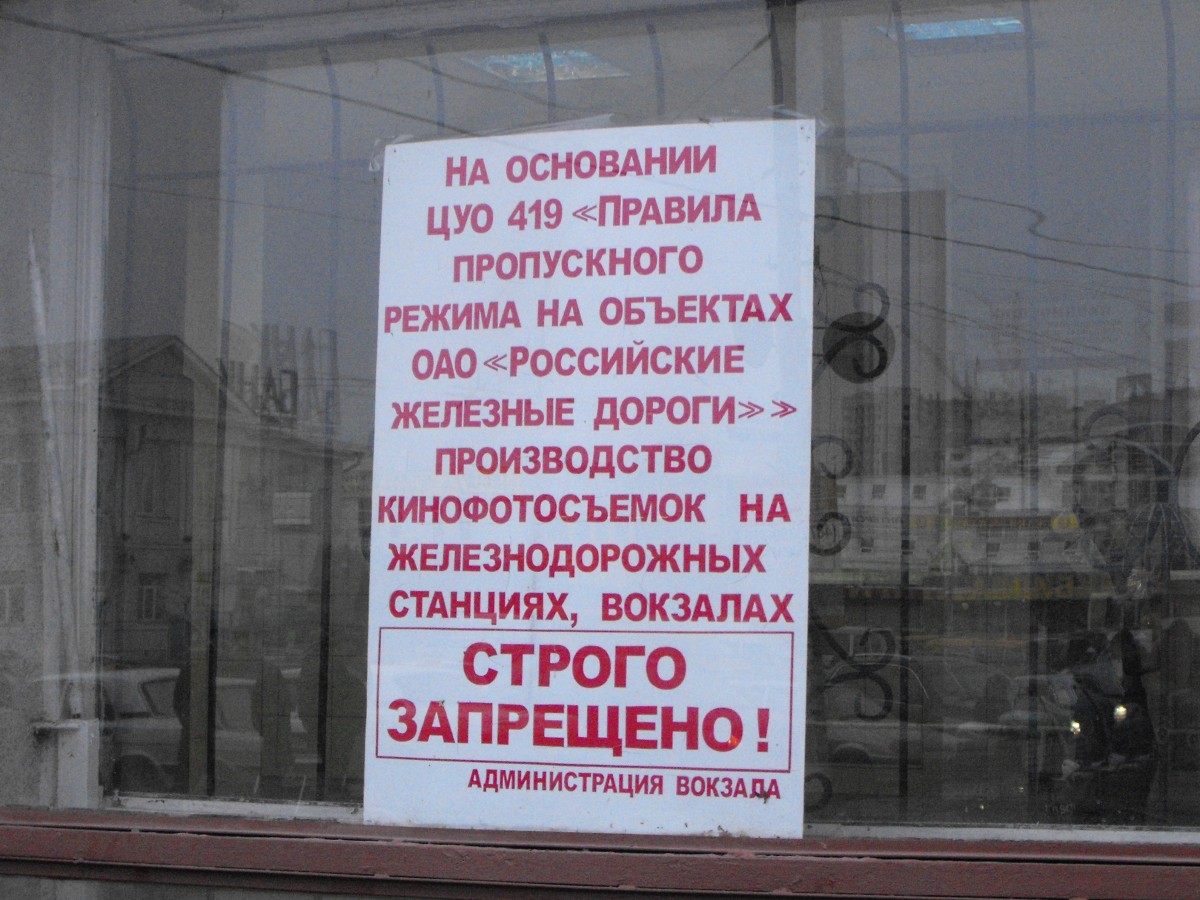 НА ОСНОВАНИИ
ЦУО 419 «ПРАВИЛА
ПРОПУСКНОГО
РЕЖИМА НА ОБЪЕКТАХ
ОАО «РОССИЙСКИЕ
ЖЕЛЕЗНЫЕ ДОРОГИ»»
ПРОИЗВОДСТВО
КИНОФОТОСЪЕМОК НА
ЖЕЛЕЗНОДОРОЖНЫХ
СТАНЦИЯХ, ВОКЗАЛАХ
СТРОГО
ЗАПРЕЩЕНО!
АДМИНИСТРАЦИЯ ВОКЗАЛА